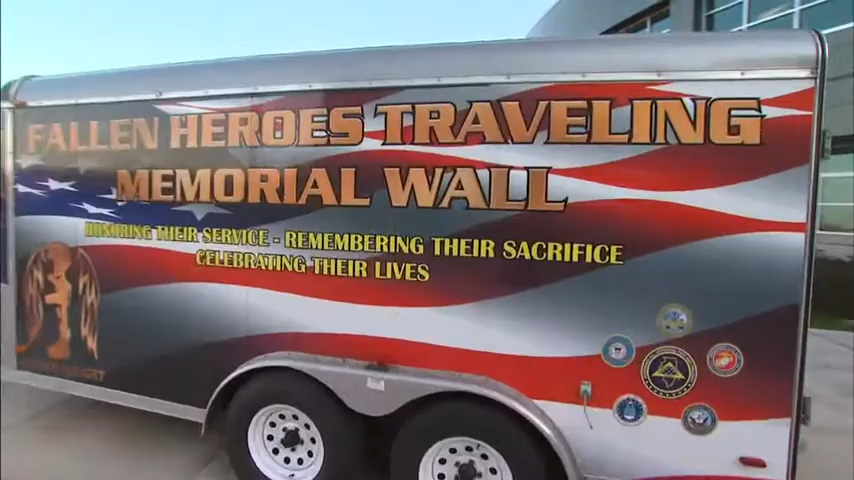 FALLEN HEROES TRAVELING
MEMORIAL WALL
HONORING THEIR SERVICE - REMEMBERING THEIR SACRIFICE
CELEBRATING THEIR LIVES